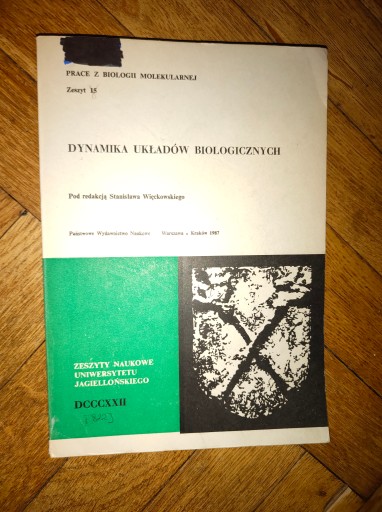 PRACE Z BIOLOGII MOLEKULARNEJ
Zeszyt 15
DYNAMIKA UKŁADÓW BIOLOGICZNYCH
Pod redakcją Stanisława Więckowskiego
Państwowe Wydawnictwo Naukowe Warszawa • Kraków 1987
ZESZYTY NAUKOWE
UNIWERSYTETU
JAGIELLOŃSKIEGO
DCCCXXII